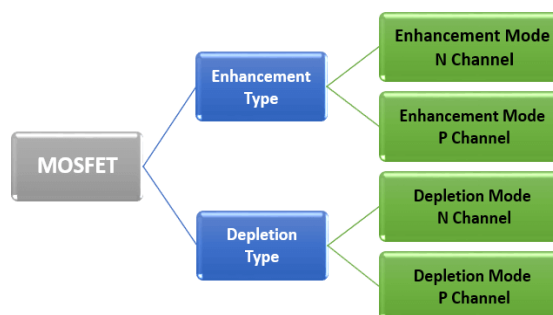 MOSFET
Enhancement
Type
Enhancement Mode
N Channel
Enhancement Mode
P Channel
Depletion
Type
Depletion Mode
N Channel
Depletion Mode
P Channel